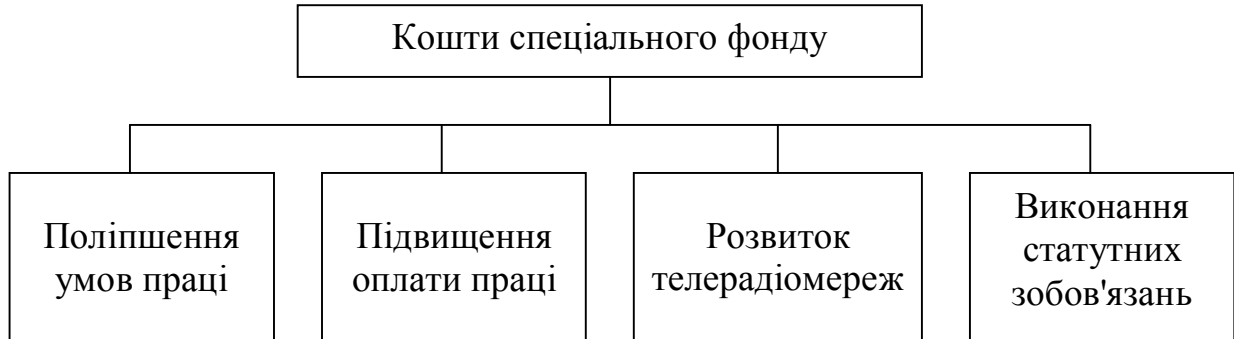 Кошти спеціального фонду
Поліпшення
умов праці
Підвищення
оплати праці
Розвиток
телерадіомереж
Виконання
статутних
зобов'язань